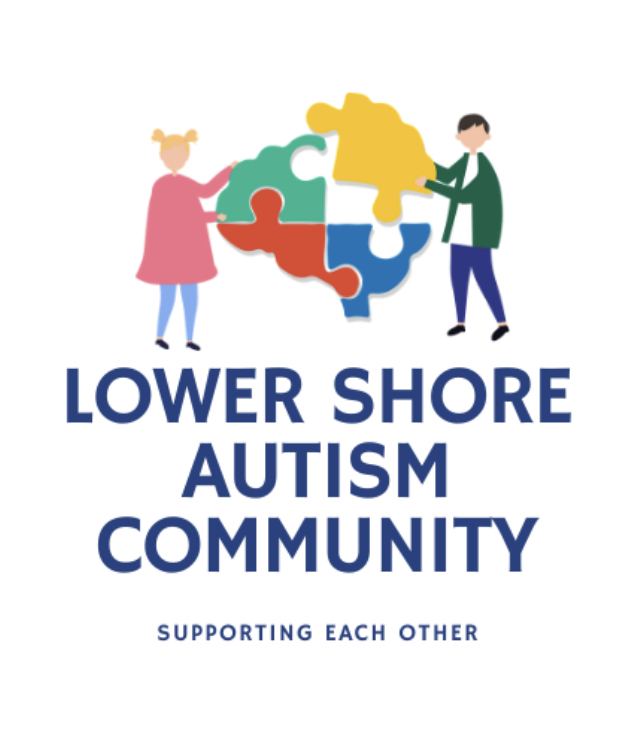 LOWER SHORE
AUTISM
COMMUNITY
SUPPORTING EACH OTHER